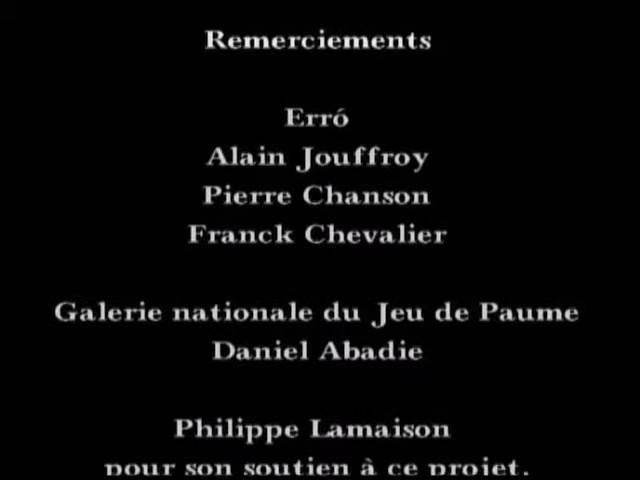 Remerciements
Erró
Alain Jouffroy
Pierre Chanson
Franck Chevalier
Galerie nationale du Jeu de Paume
Daniel Abadie
Philippe Lamaison
pour son soutien à ce projet.